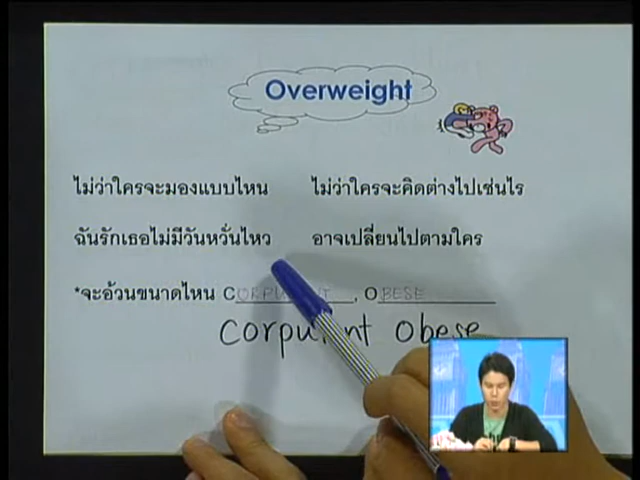 Overweight
ไม่ว่าใครจะมองแบบไหน ไม่ว่าใครจะคิดต่างไปเช่นไร
ฉันรักเธอไม่มีวันหวั่นไหว อาจเปลี่ยนไปตามใคร
*จะอ้วนขนาดไหน CORPULENT, OBESE
Corpulent Obese